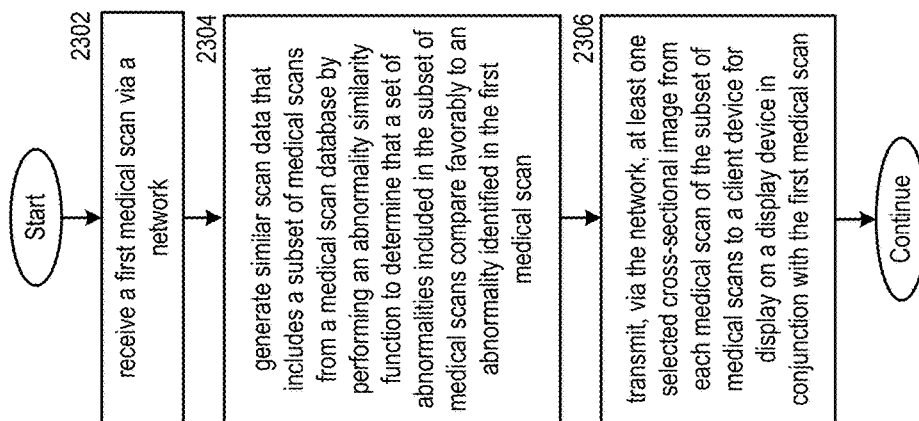 Start
2302
receive a first medical scan via a
network
2304
generate similar scan data that
includes a subset of medical scans
from a medical scan database by
performing an abnormality similarity
function to determine that a set of
abnormalities included in the subset of
medical scans compare favorably to an
abnormality identified in the first
medical scan
2306
transmit, via the network, at least one
selected cross-sectional image from
each medical scan of the subset of
medical scans to a client device for
display on a display device in
conjunction with the first medical scan
Continue